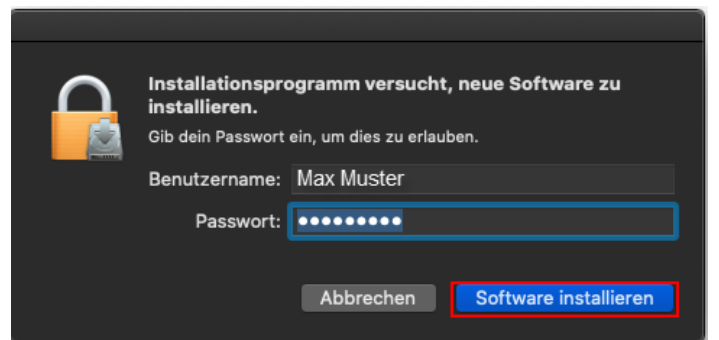 Installationsprogramm versucht, neue Software zu
installieren.
Gib dein Passwort ein, um dies zu erlauben.
Benutzername: Max Muster
Passwort: •••••••••
Abbrechen Software installieren